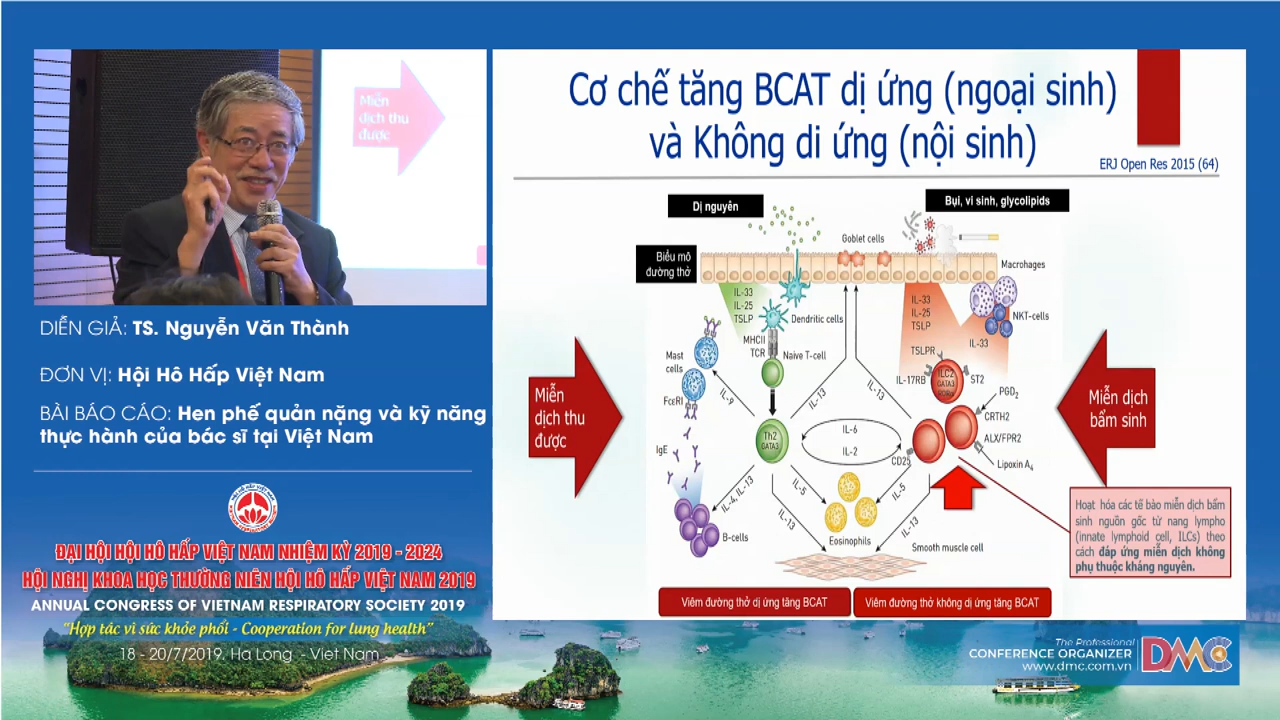 Miễn
dịch thu
được
DIỄN GIẢ: TS. Nguyễn Văn Thành
ĐƠN VỊ: Hội Hô Hấp Việt Nam
BÀI BÁO CÁO: Hen phế quản nặng và kỹ năng
thực hành của bác sĩ tại Việt Nam
ĐẠI HỘI HỘI HÔ HẤP VIỆT NAM NHIỆM KỲ 2019 - 2024
HỘI NGHỊ KHOA HỌC THƯỜNG NIÊN HỘI HÔ HẤP VIỆT NAM 2019
ANNUAL CONGRESS OF VIETNAM RESPIRATORY SOCIETY 2019
“Hợp tác vì sức khỏe phổi - Cooperation for lung health”
18 - 20/7/2019. Ha Long - Viet Nam
Cơ chế tăng BCAT dị ứng (ngoại sinh)
và Không di ứng (nội sinh)
ERJ Open Res 2015 (64)
Dị nguyên
Bụi, vi sinh, glycolipids
Goblet cells
Biểu mô
đường thở
Macrohages
IL-33
IL-25
TSLP
Dendritic cells
IL-33
IL-25
TSLP
NKT-cells
IL-33
MHCII
TCR
Naive T-cell
Mast
cells
TSLPR
IL-17RB
ILC2
GATA3
ST2
FcεRI
IL-9
IL-13
IL-13
PGD2
CRTH2
ALX/FPR2
Lipoxin A4
Miễn
dịch thu
được
Miễn dịch
bẩm sinh
Th2
GATA3
IL-6
IL-2
CD25
IgE
IL-4, IL-13
IL-5
IL-5
IL-13
IL-13
B-cells
Eosinophils
Smooth muscle cell
Hoạt hóa các tế bào miễn dịch bẩm
sinh nguồn gốc từ nang lympho
(innate lymphoid cell, ILCs) theo
cách đáp ứng miễn dịch không
phụ thuộc kháng nguyên.
Viêm đường thở dị ứng tăng BCAT
Viêm đường thở không dị ứng tăng BCAT
The Professional
CONFERENCE ORGANIZER
www.dmc.com.vn
DMC